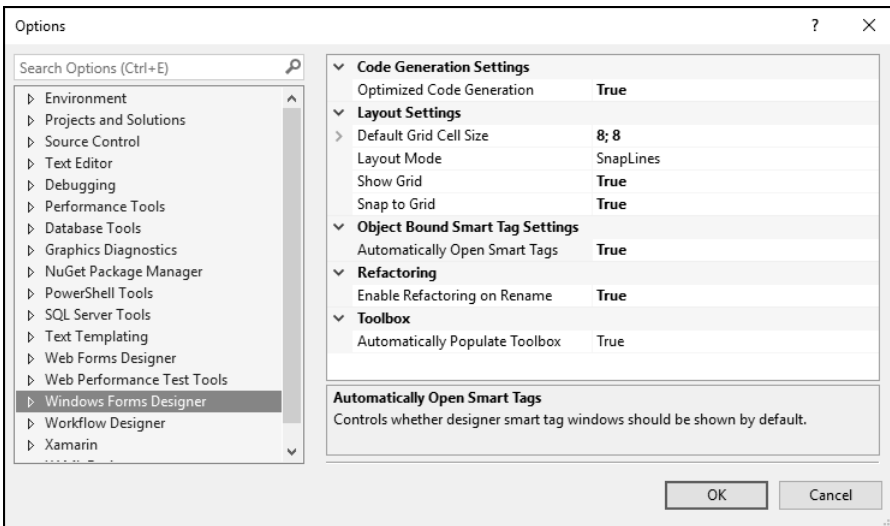 Options
Search Options (Ctrl+E)
Environment
Projects and Solutions
Source Control
Text Editor
Debugging
Performance Tools
Database Tools
Graphics Diagnostics
NuGet Package Manager
PowerShell Tools
SQL Server Tools
Text Templating
Web Forms Designer
Web Performance Test Tools
Windows Forms Designer
Workflow Designer
Xamarin
Code Generation Settings
Optimized Code Generation True
Layout Settings
Default Grid Cell Size 8; 8
Layout Mode SnapLines
Show Grid True
Snap to Grid True
Object Bound Smart Tag Settings
Automatically Open Smart Tags True
Refactoring
Enable Refactoring on Rename True
Toolbox
Automatically Populate Toolbox True
Automatically Open Smart Tags
Controls whether designer smart tag windows should be shown by default.
OK Cancel